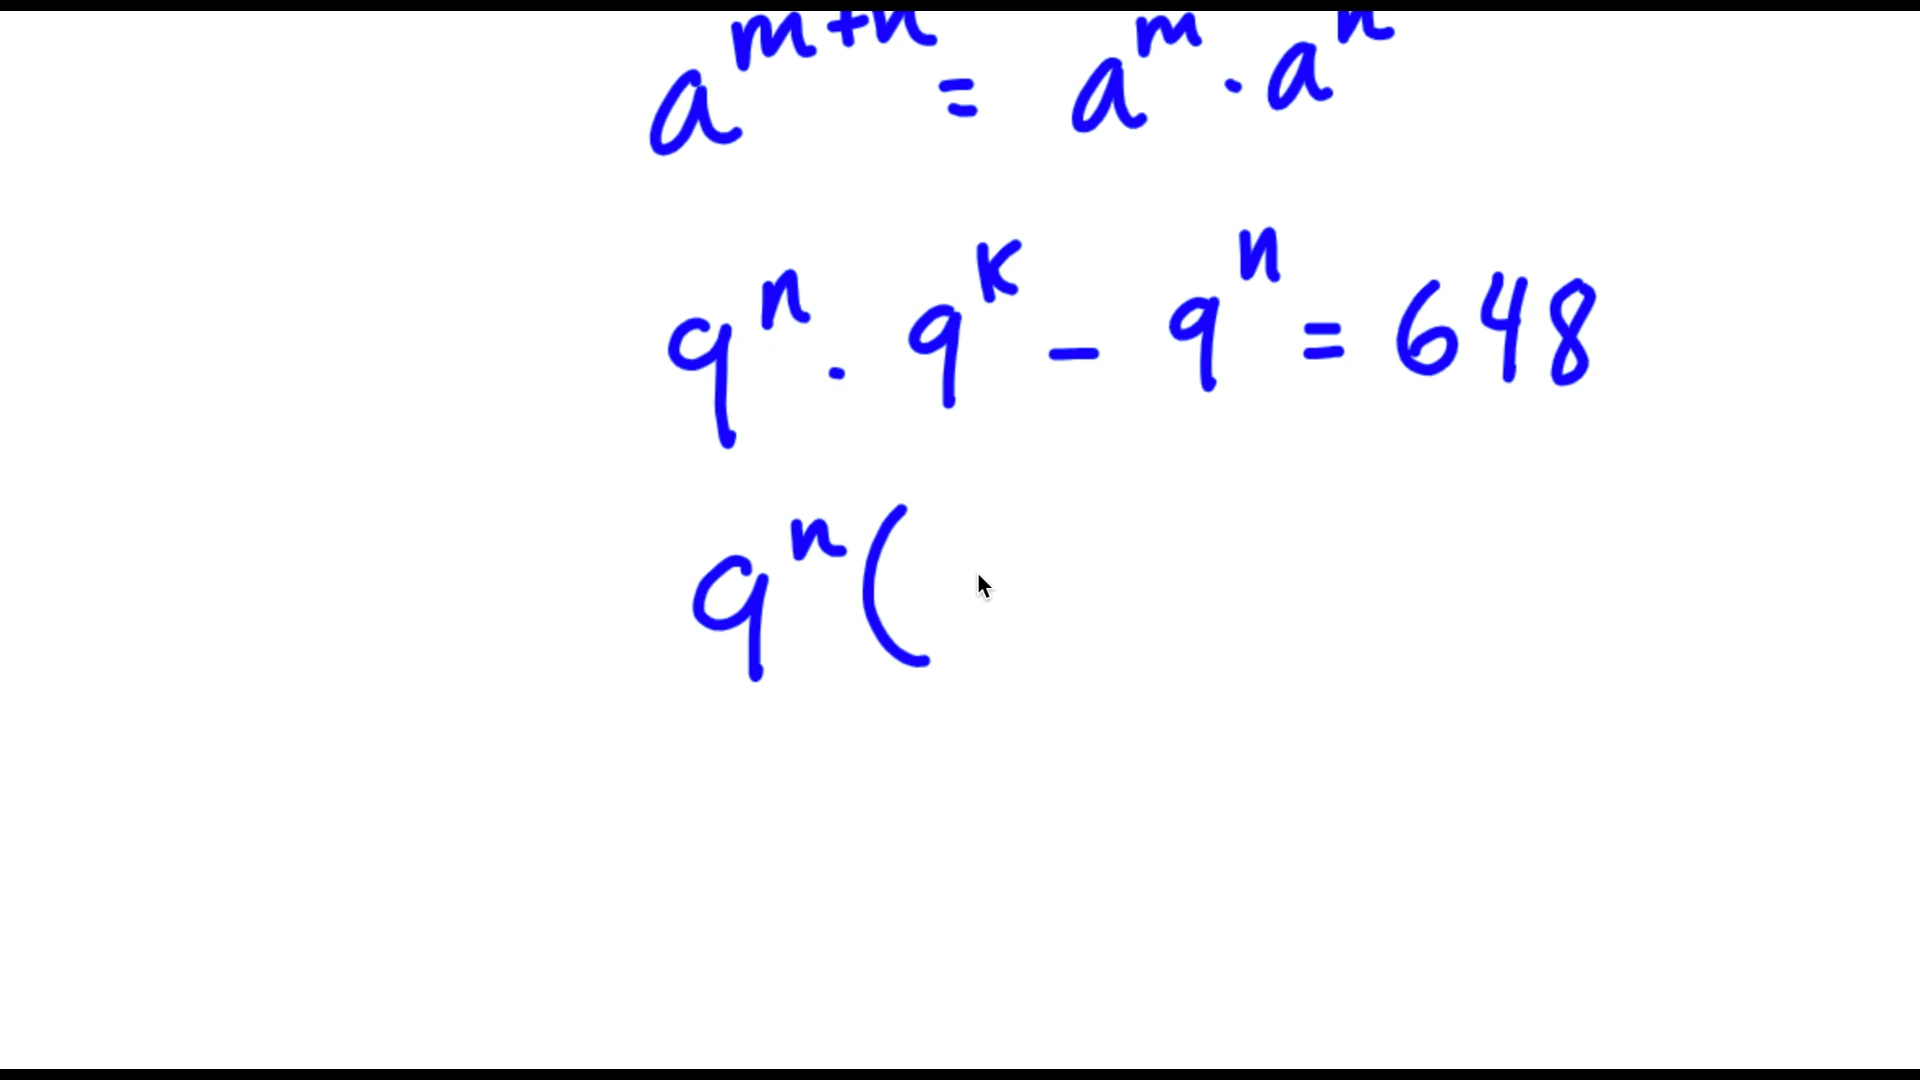 a^{m+n} = a^m · a^n
9^n · 9^k − 9^n = 648
9^n (